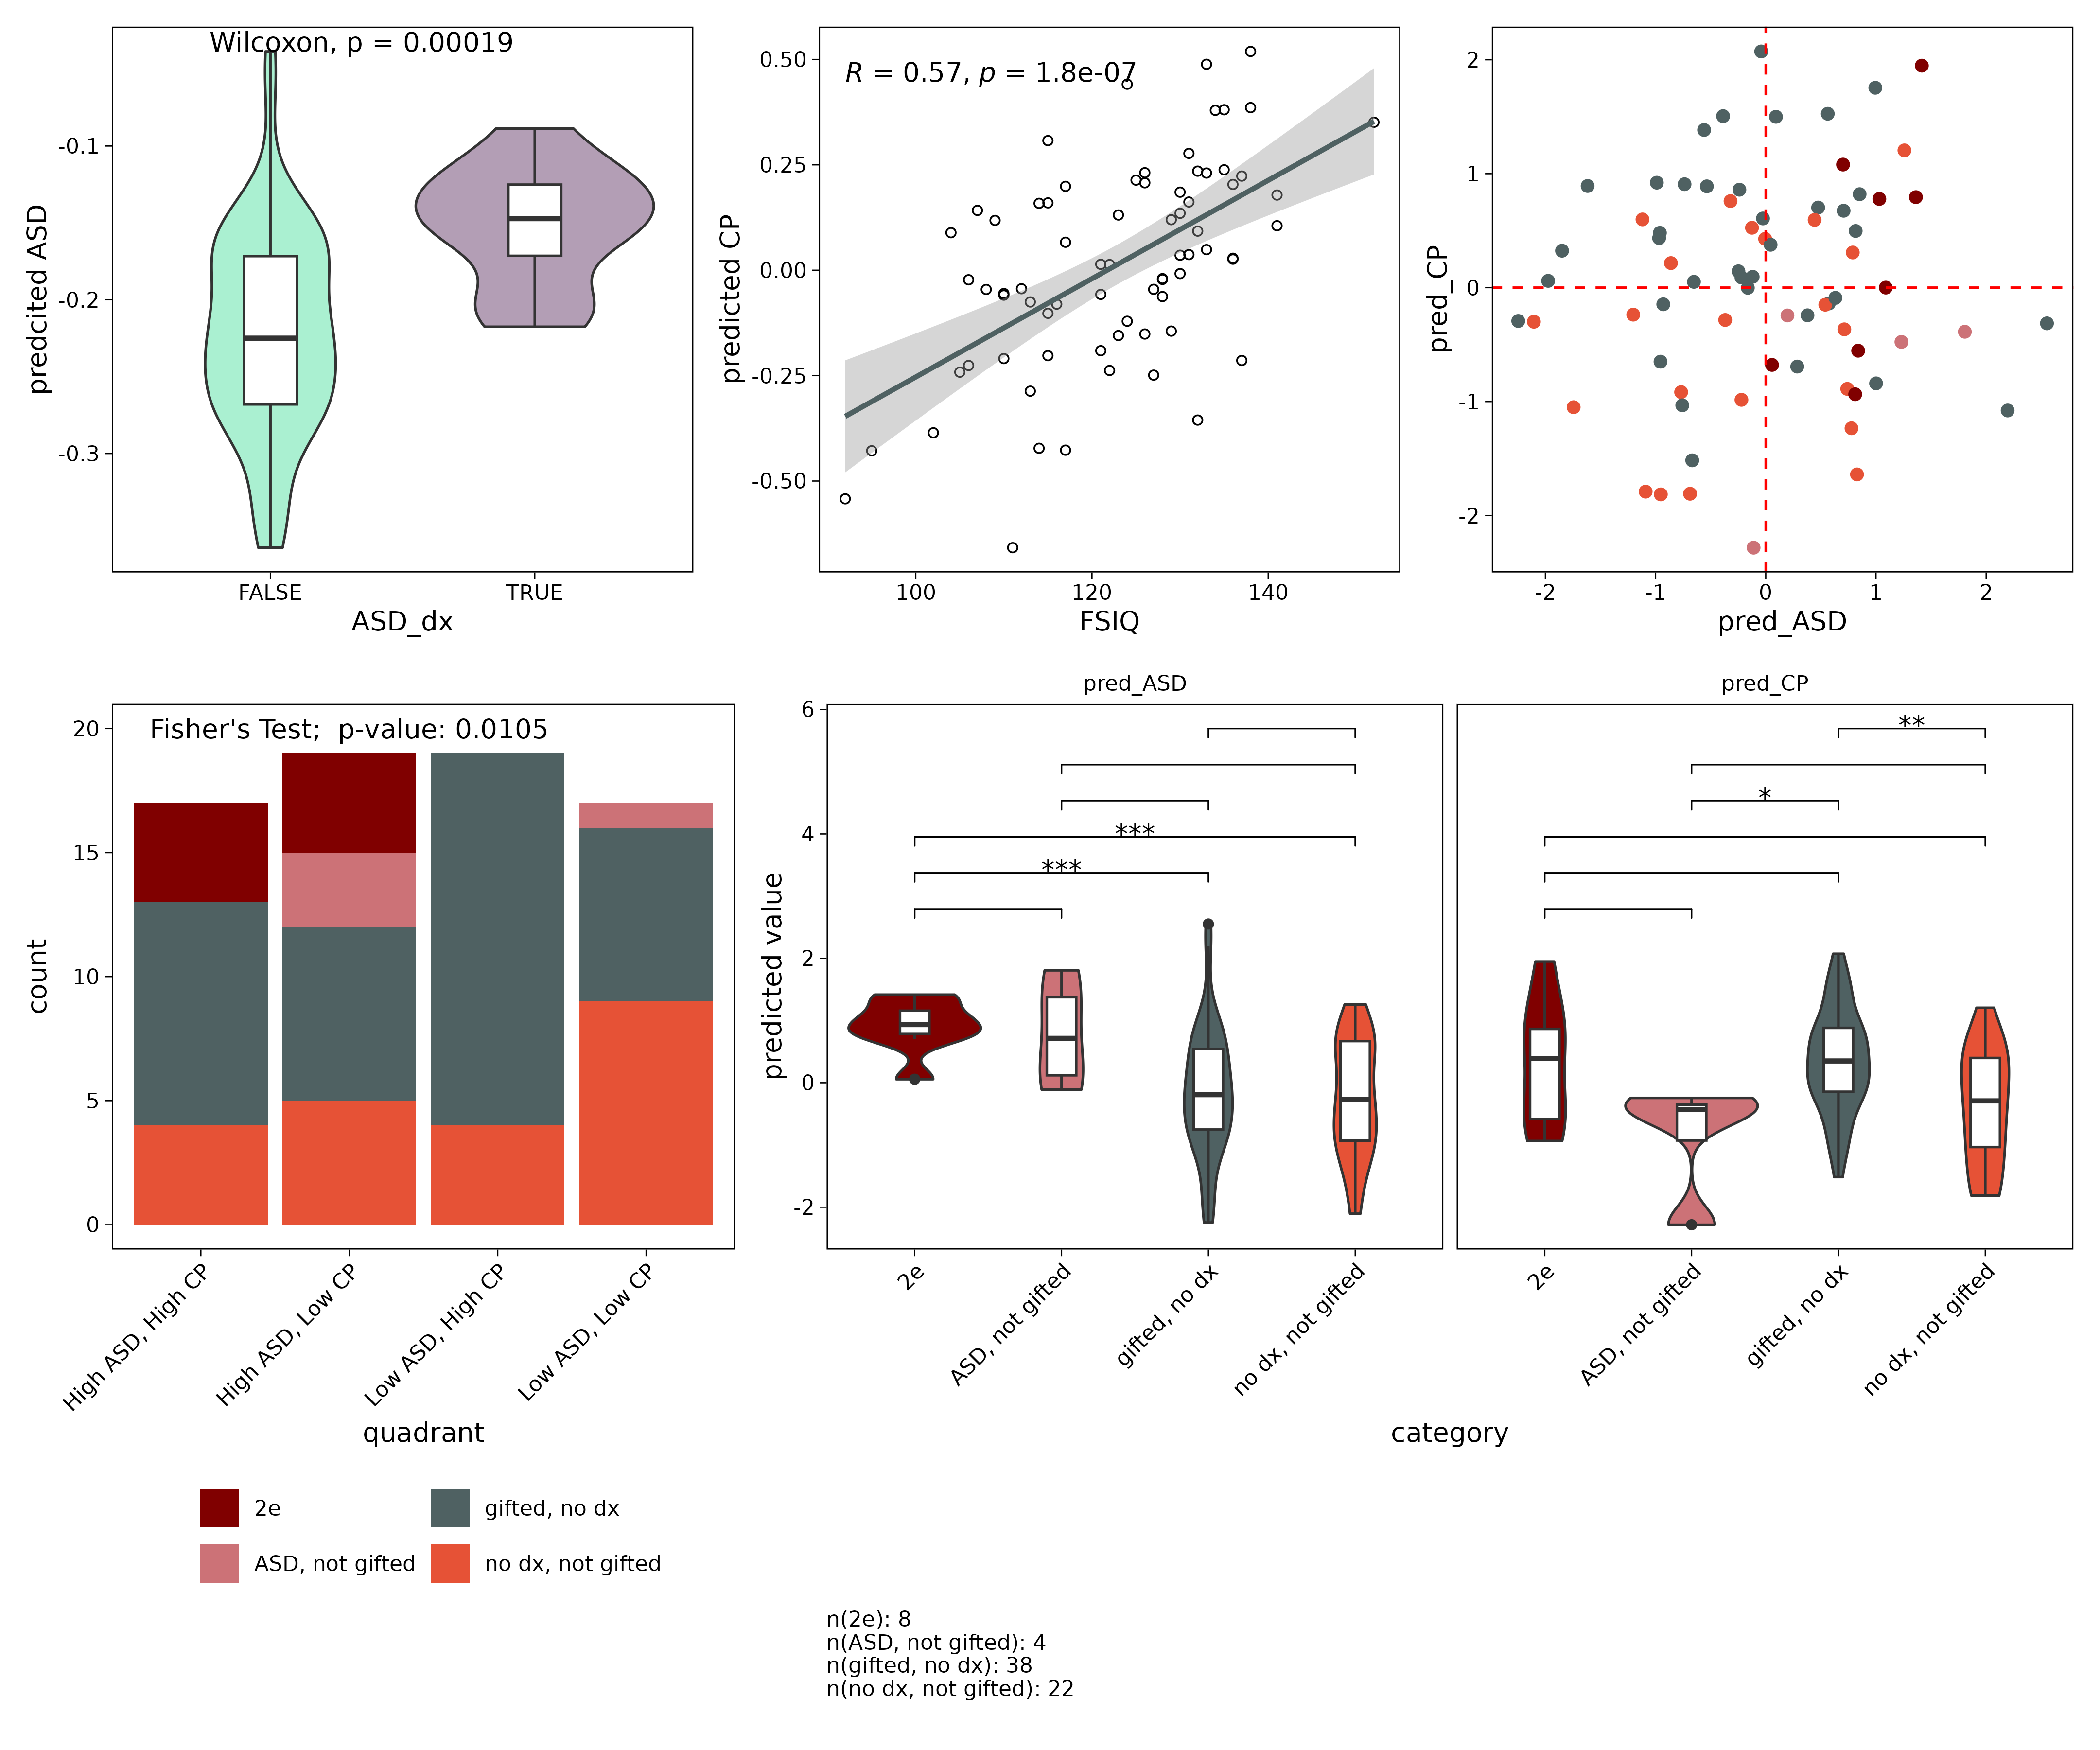 Wilcoxon, p = 0.00019
predcited ASD
-0.1
-0.2
-0.3
FALSE
TRUE
ASD_dx
R = 0.57, p = 1.8e-07
predicted CP
0.50
0.25
0.00
-0.25
-0.50
100
120
140
FSIQ
pred_CP
2
1
0
-1
-2
-2
-1
0
1
2
pred_ASD
Fisher's Test;  p-value: 0.0105
count
20
15
10
5
0
High ASD, High CP
High ASD, Low CP
Low ASD, High CP
Low ASD, Low CP
quadrant
2e
ASD, not gifted
gifted, no dx
no dx, not gifted
pred_ASD
pred_CP
predicted value
6
4
2
0
-2
***
***
**
*
2e
ASD, not gifted
gifted, no dx
no dx, not gifted
2e
ASD, not gifted
gifted, no dx
no dx, not gifted
category
n(2e): 8
n(ASD, not gifted): 4
n(gifted, no dx): 38
n(no dx, not gifted): 22